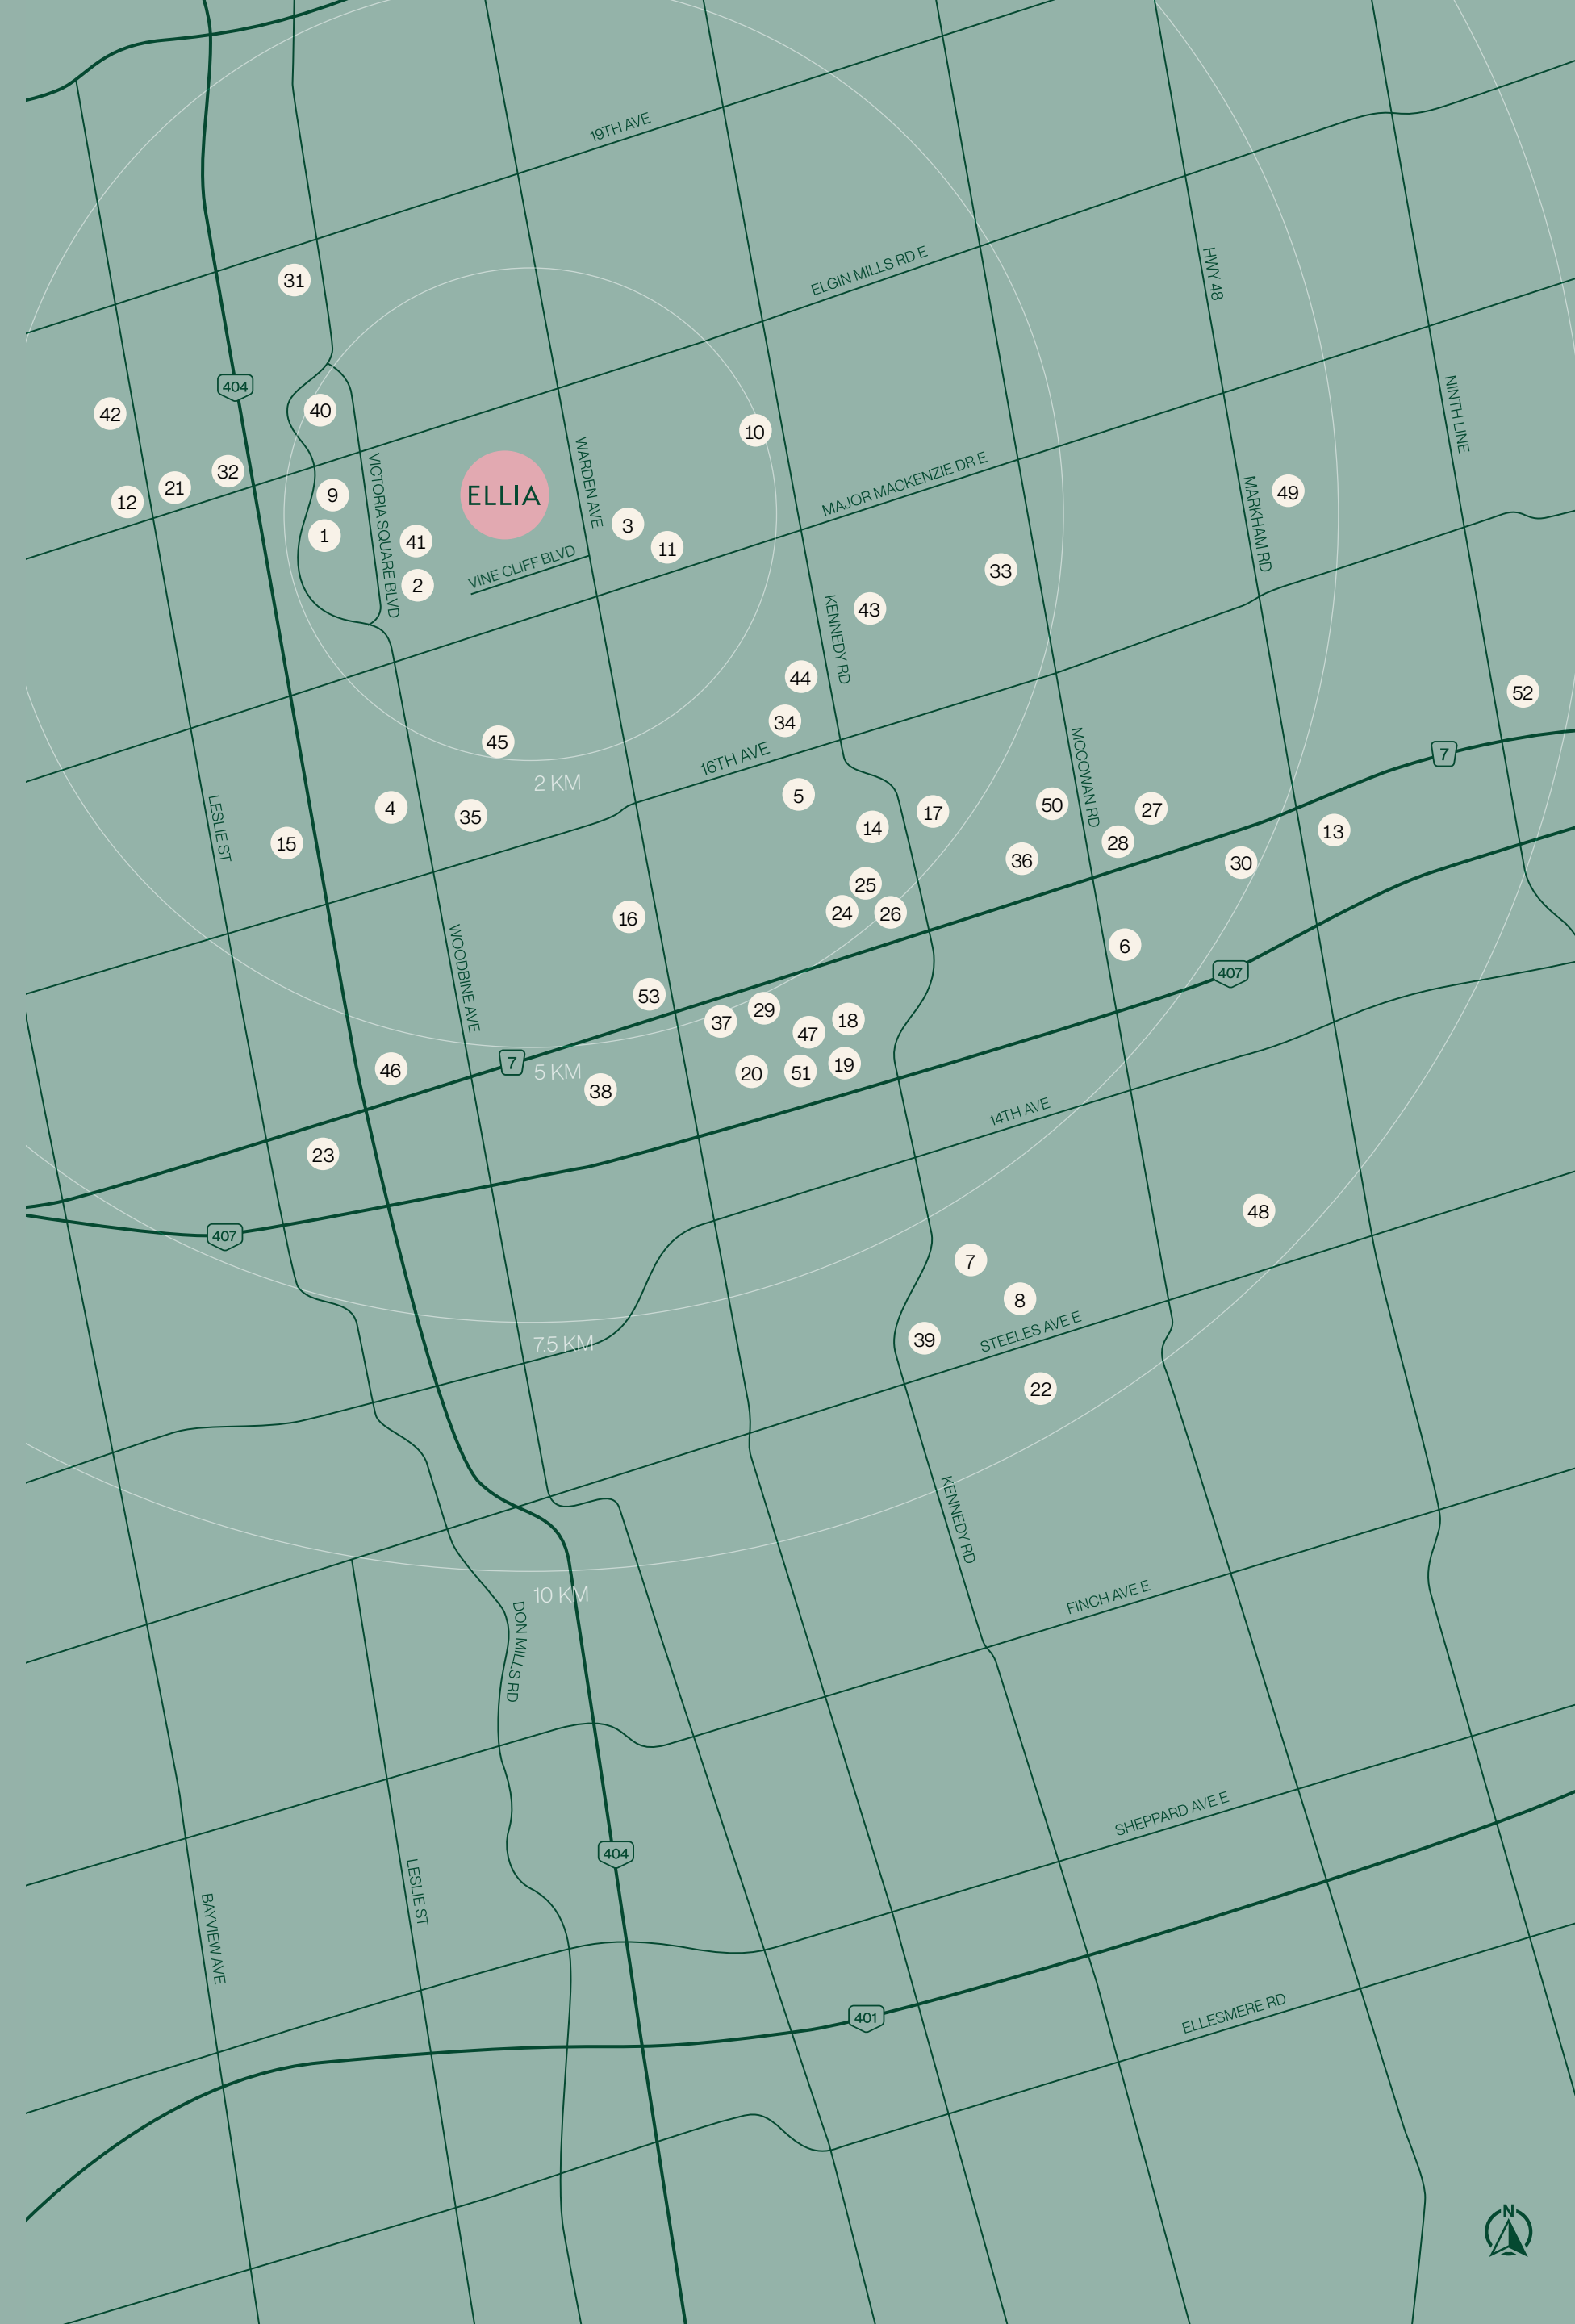 19TH AVE
ELGIN MILLS RD E
HWY 48
31
404
42
40
10
NINTH LINE
WARDEN AVE
VICTORIA SQUARE BLVD
MAJOR MACKENZIE DR E
32
21
12
9
ELLIA
49
MARKHAM RD
1
41
3
11
VINE CLIFF BLVD
2
33
43
KENNEDY RD
44
52
34
45
16TH AVE
7
MCCOWAN RD
2 KM
LESLIE ST
4
35
5
17
50
27
15
14
28
13
36
30
25
24
26
16
WOODBINE AVE
6
407
53
37
29
18
47
7
5 KM
46
20
51
19
38
14TH AVE
23
407
48
7
8
STEELES AVE E
39
7.5 KM
22
KENNEDY RD
10 KM
FINCH AVE E
DON MILLS RD
SHEPPARD AVE E
404
LESLIE ST
BAYVIEW AVE
401
ELLESMERE RD
N